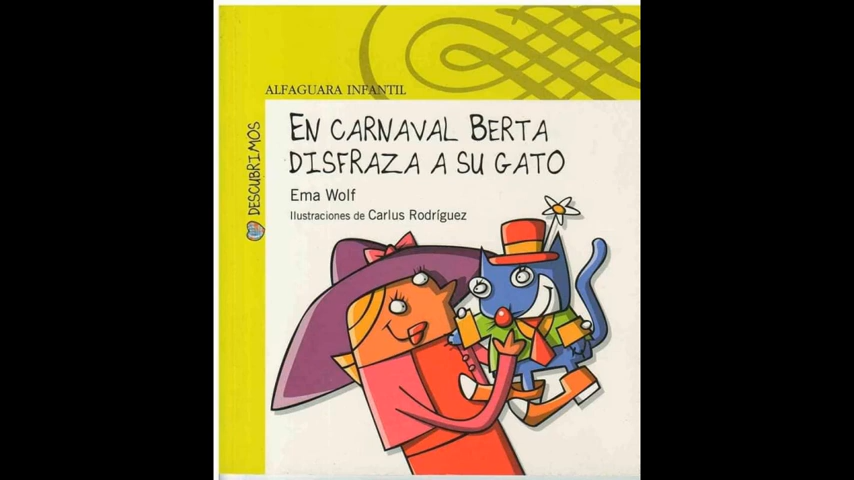 ALFAGUARA INFANTIL
DESCUBRIMOS
EN CARNAVAL BERTA
DISFRAZA A SU GATO
Ema Wolf
Ilustraciones de Carlus Rodríguez